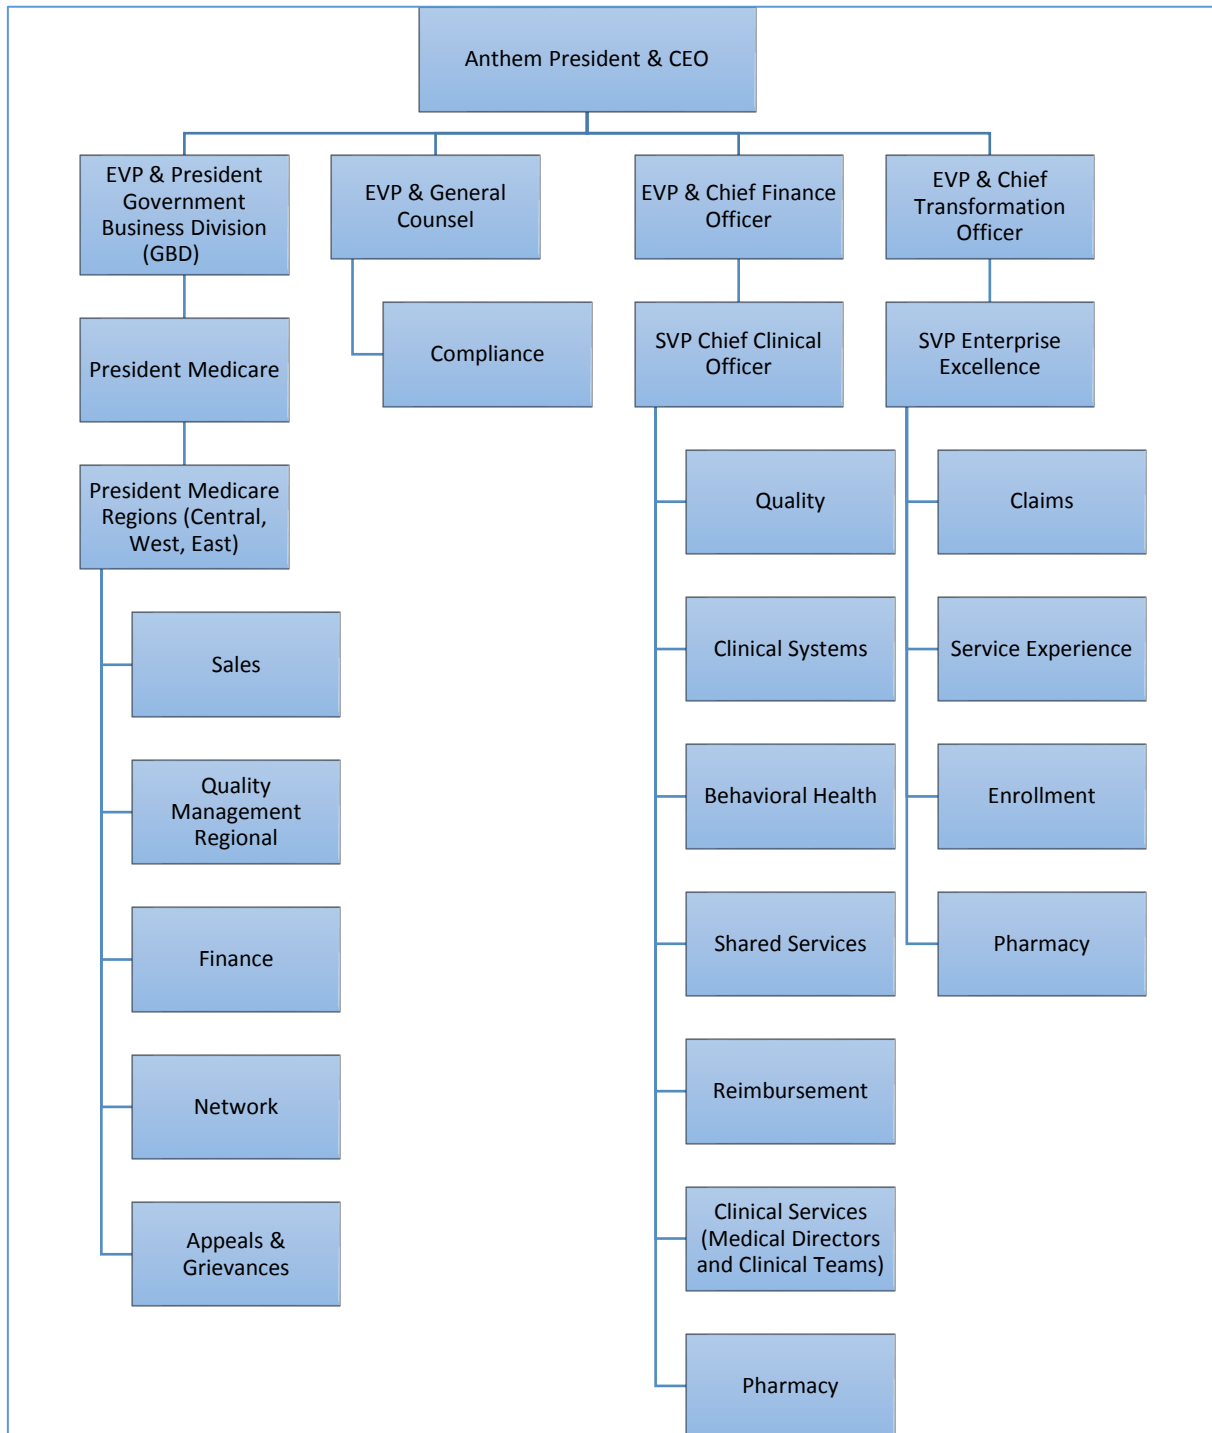 Anthem President & CEO
EVP & President
Government
Business Division
(GBD)
EVP & General
Counsel
EVP & Chief Finance
Officer
EVP & Chief
Transformation
Officer
President Medicare
Compliance
SVP Chief Clinical
Officer
SVP Enterprise
Excellence
President Medicare
Regions (Central,
West, East)
Sales
Quality
Management
Regional
Finance
Network
Appeals &
Grievances
Quality
Clinical Systems
Behavioral Health
Shared Services
Reimbursement
Clinical Services
(Medical Directors
and Clinical Teams)
Pharmacy
Claims
Service Experience
Enrollment
Pharmacy